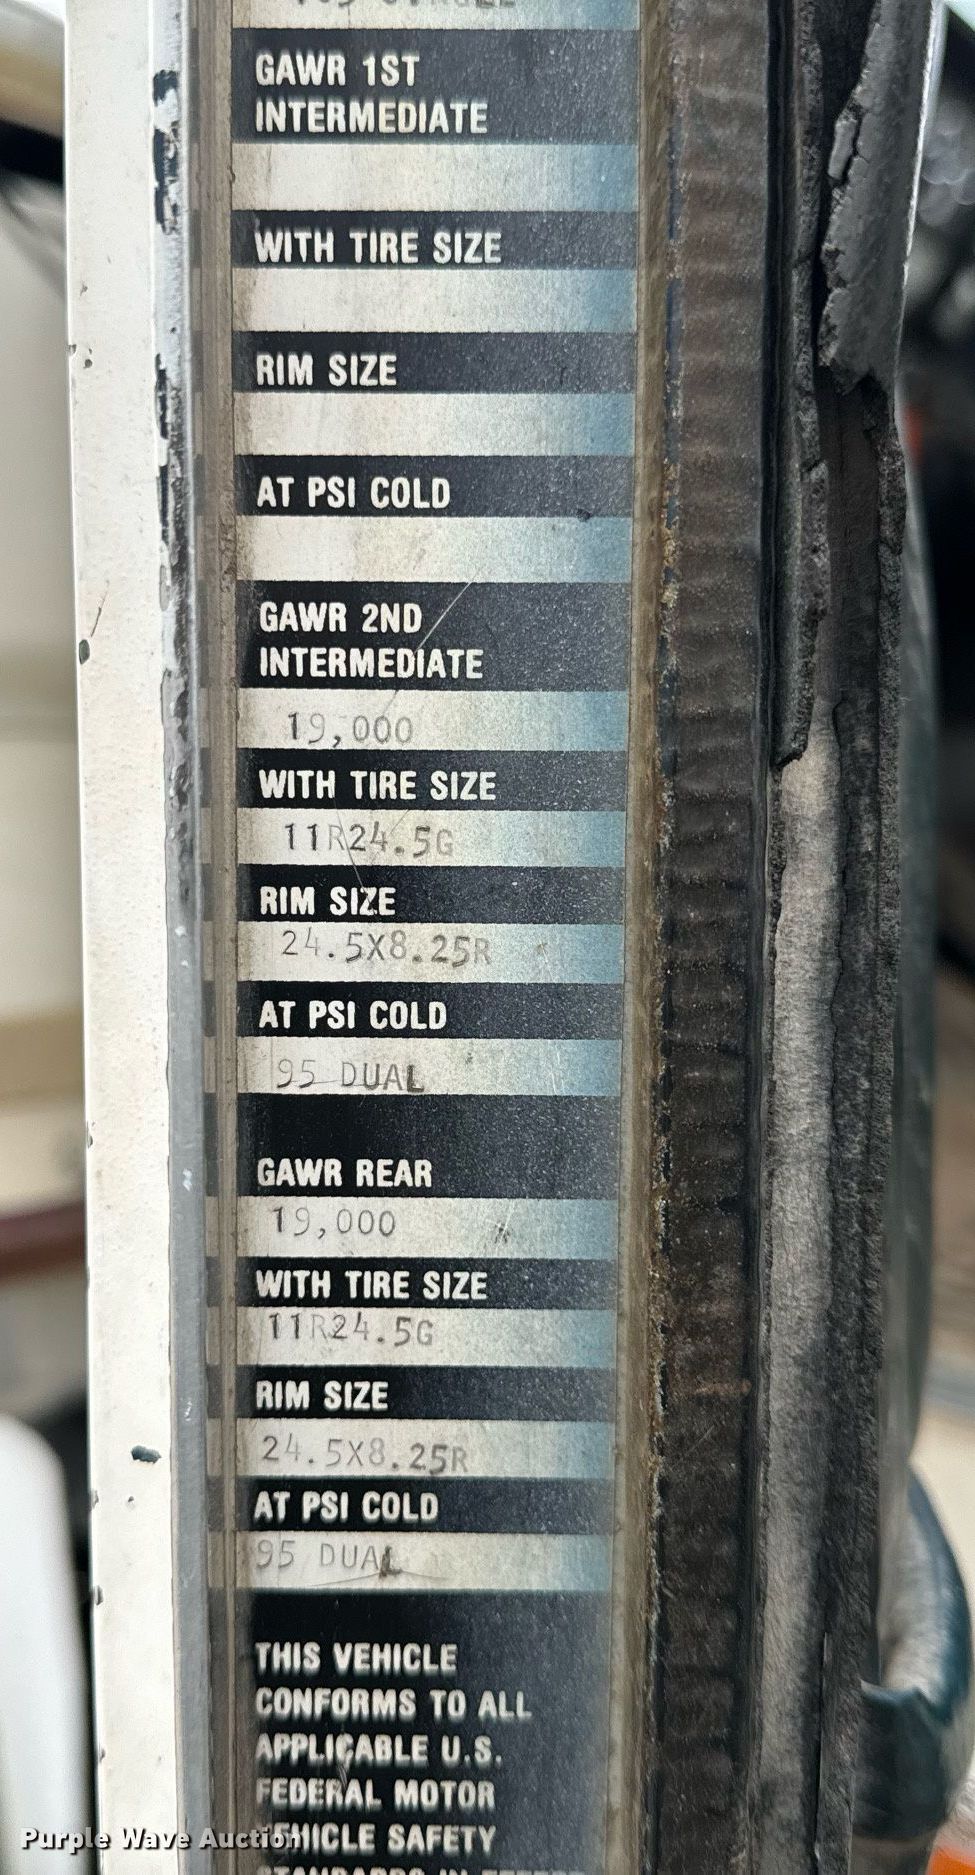 GAWR 1ST
INTERMEDIATE
WITH TIRE SIZE
RIM SIZE
AT PSI COLD
GAWR 2ND
INTERMEDIATE
19,000
WITH TIRE SIZE
11R24.5G
RIM SIZE
24.5X8.25R
AT PSI COLD
95 DUAL
GAWR REAR
19,000
WITH TIRE SIZE
11R24.5G
RIM SIZE
24.5X8.25R
AT PSI COLD
95 DUAL
THIS VEHICLE
CONFORMS TO ALL
APPLICABLE U.S.
FEDERAL MOTOR
VEHICLE SAFETY
Purple Wave Auction